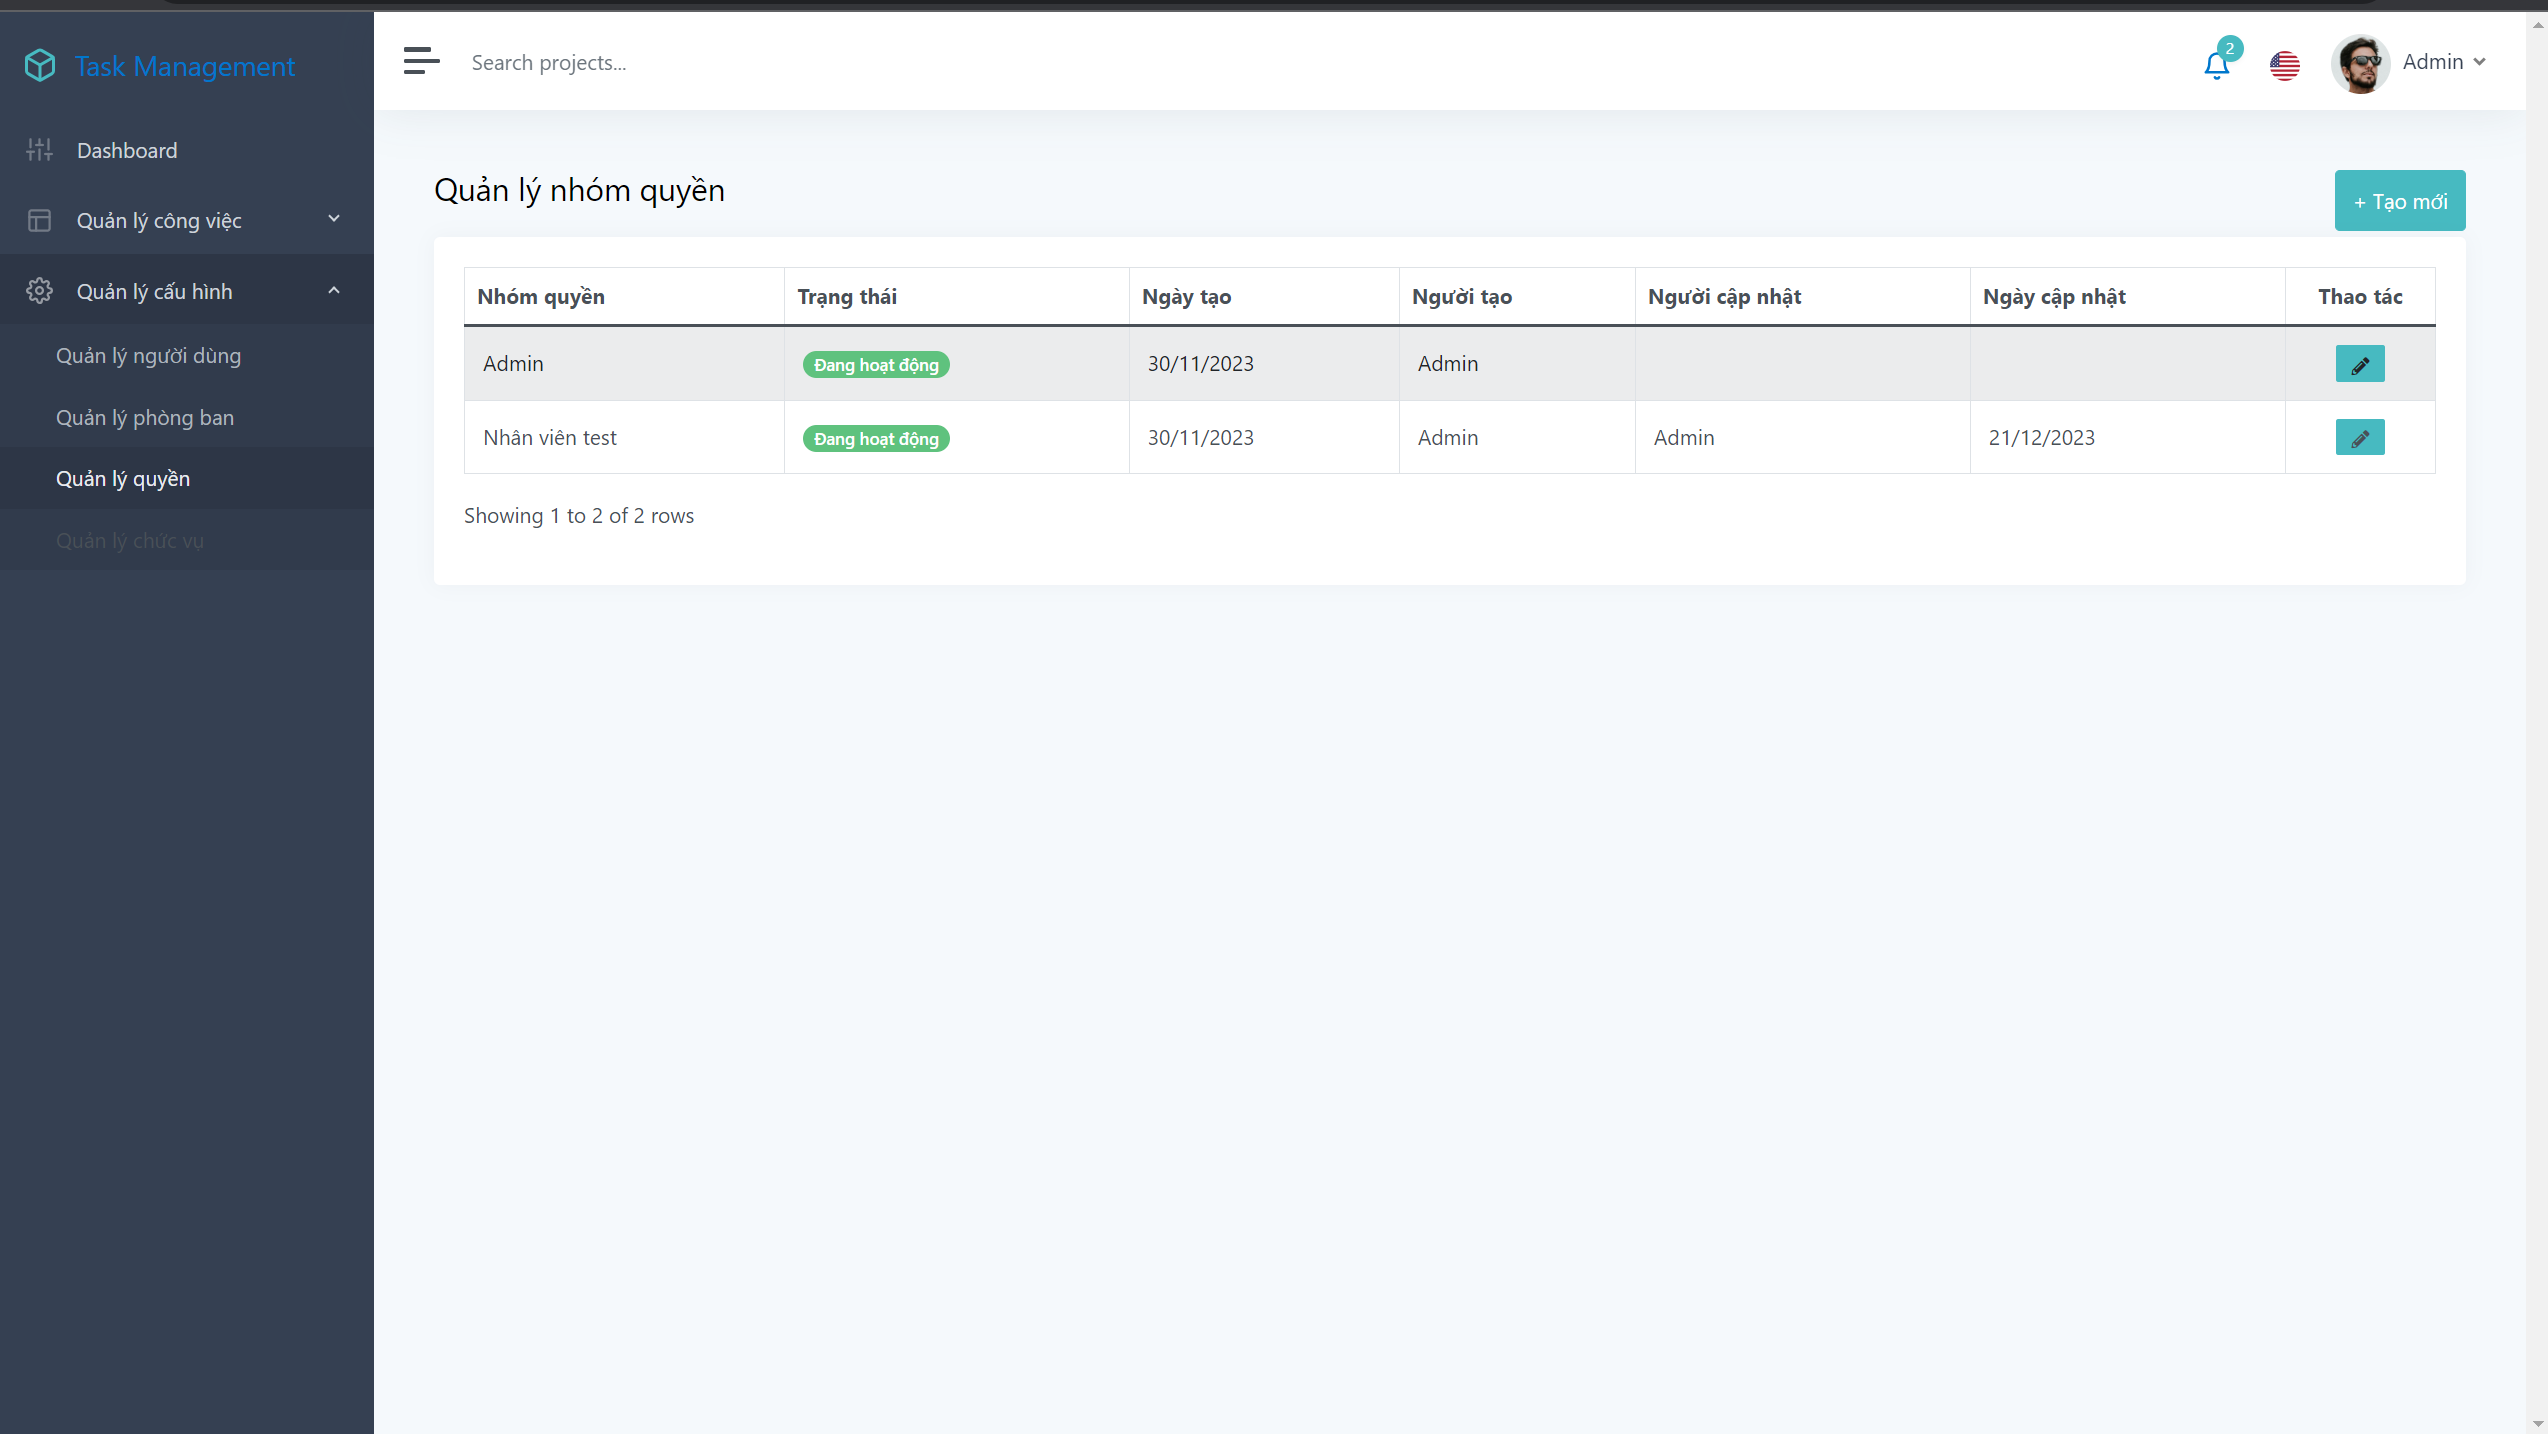 Task Management
Search projects...
2
Admin
Dashboard
Quản lý công việc
Quản lý cấu hình
Quản lý người dùng
Quản lý phòng ban
Quản lý quyền
Quản lý chức vụ
Quản lý nhóm quyền
+ Tạo mới
Nhóm quyền Trạng thái Ngày tạo Người tạo Người cập nhật Ngày cập nhật Thao tác
Admin Đang hoạt động 30/11/2023 Admin
Nhân viên test Đang hoạt động 30/11/2023 Admin Admin 21/12/2023
Showing 1 to 2 of 2 rows